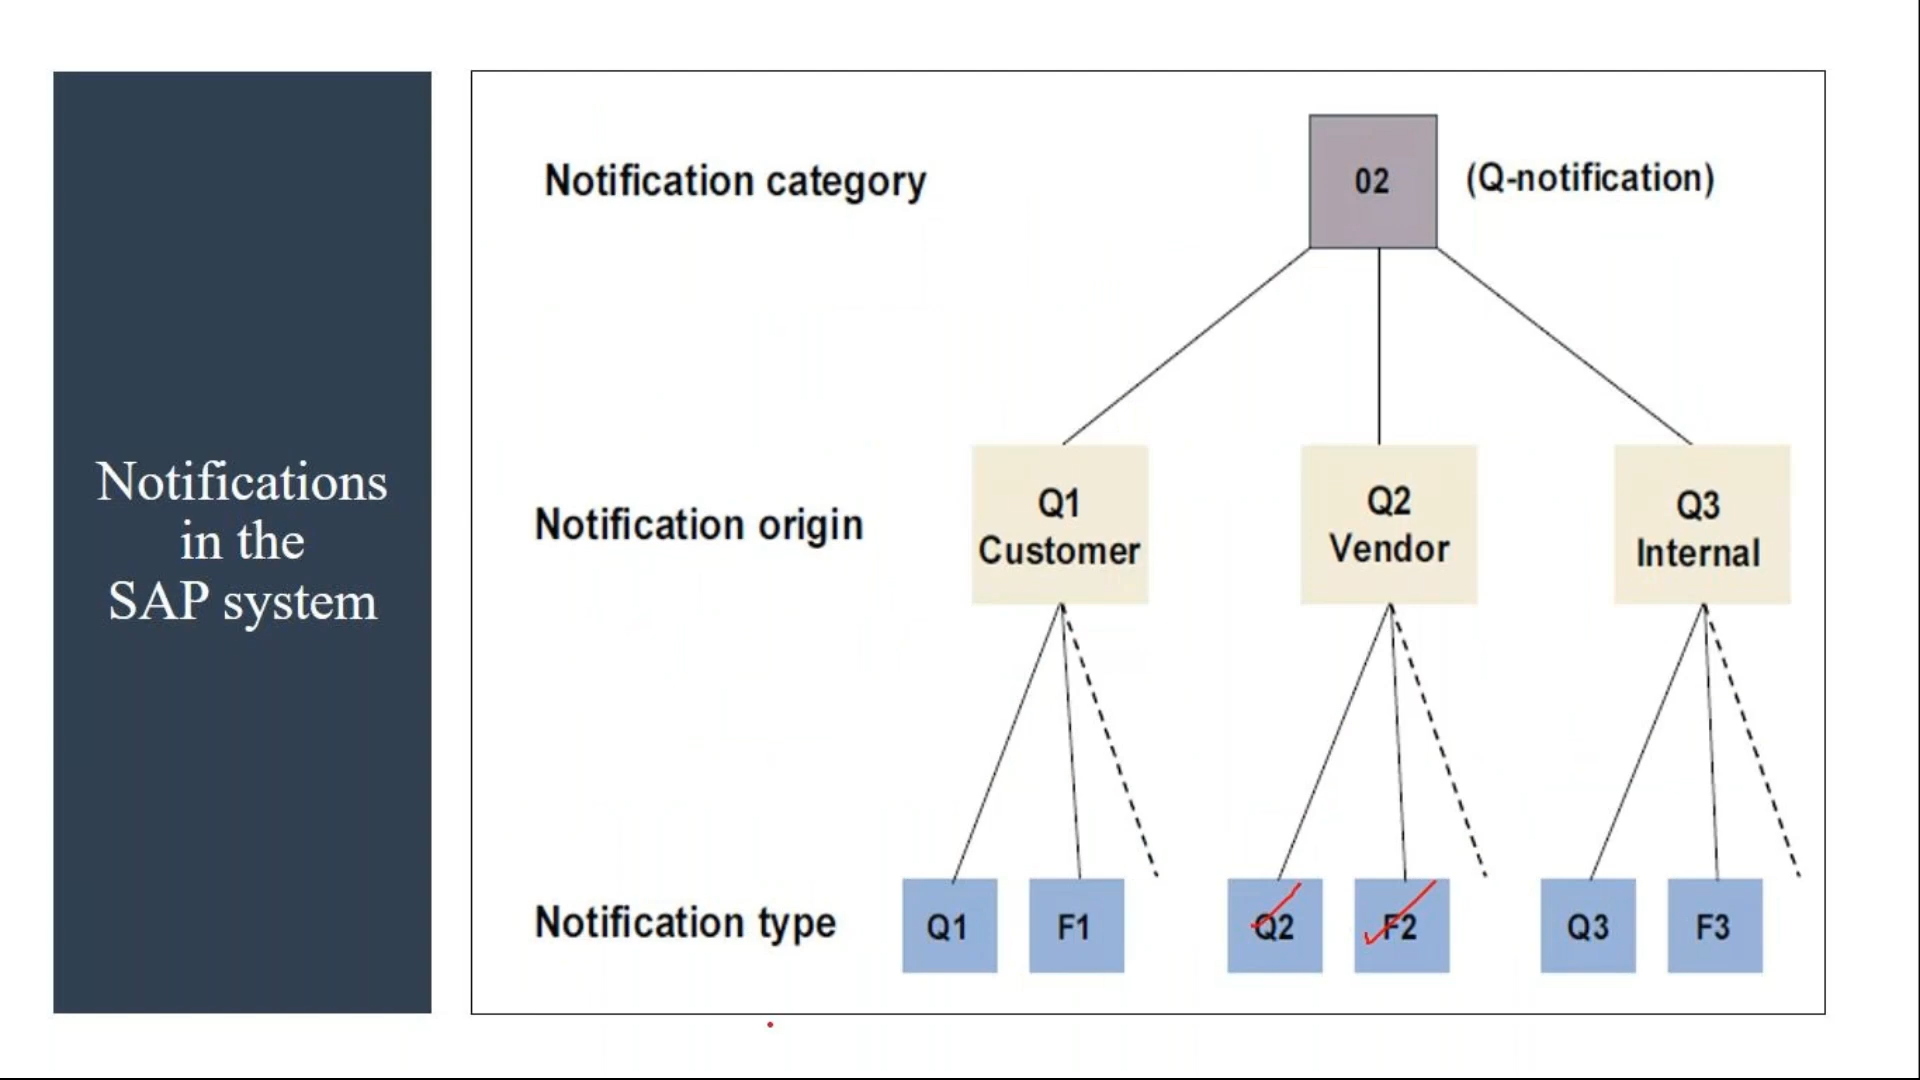 Notifications
in the
SAP system
Notification category
02
(Q-notification)
Notification origin
Q1
Customer
Q2
Vendor
Q3
Internal
Notification type
Q1
F1
Q2
F2
Q3
F3